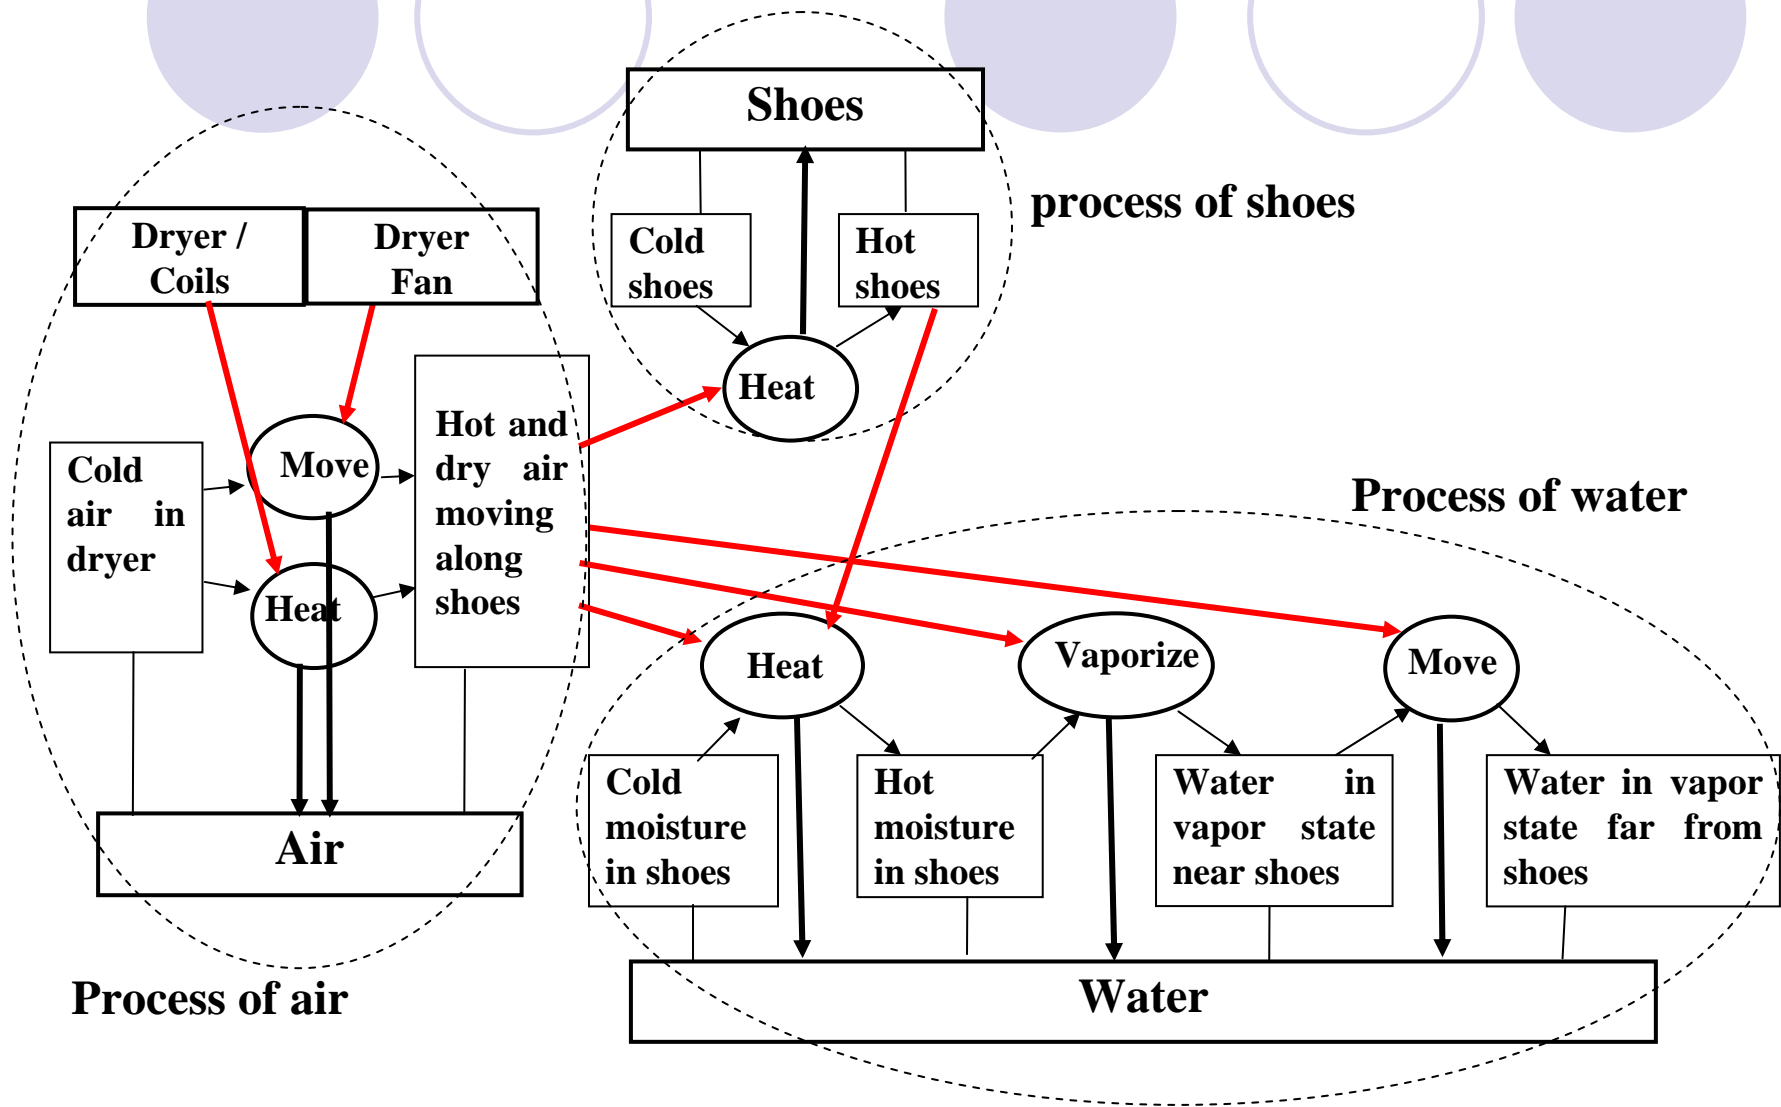 Shoes
process of shoes
Dryer /
Coils
Dryer
Fan
Cold
shoes
Hot
shoes
Heat
Move
Cold
air in
dryer
Hot and
dry air
moving
along
shoes
Heat
Air
Process of air
Process of water
Heat
Vaporize
Move
Cold
moisture
in shoes
Hot
moisture
in shoes
Water in
vapor state
near shoes
Water in vapor
state far from
shoes
Water